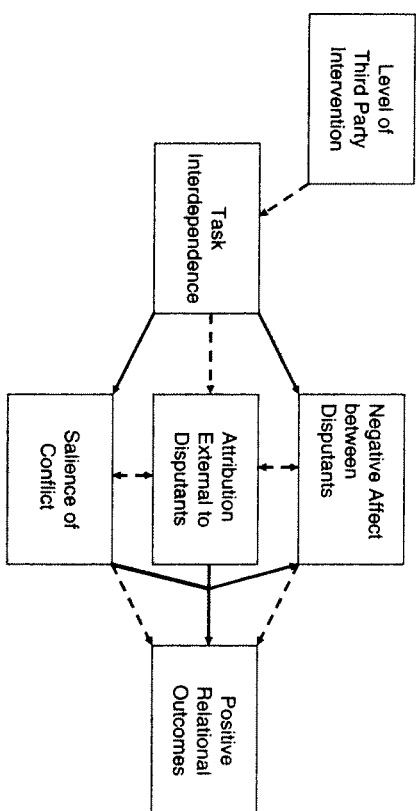 Level of
Third Party
Intervention
Task
Interdependence
Negative Affect
between
Disputants
Attribution
External to
Disputants
Salience of
Conflict
Positive
Relational
Outcomes